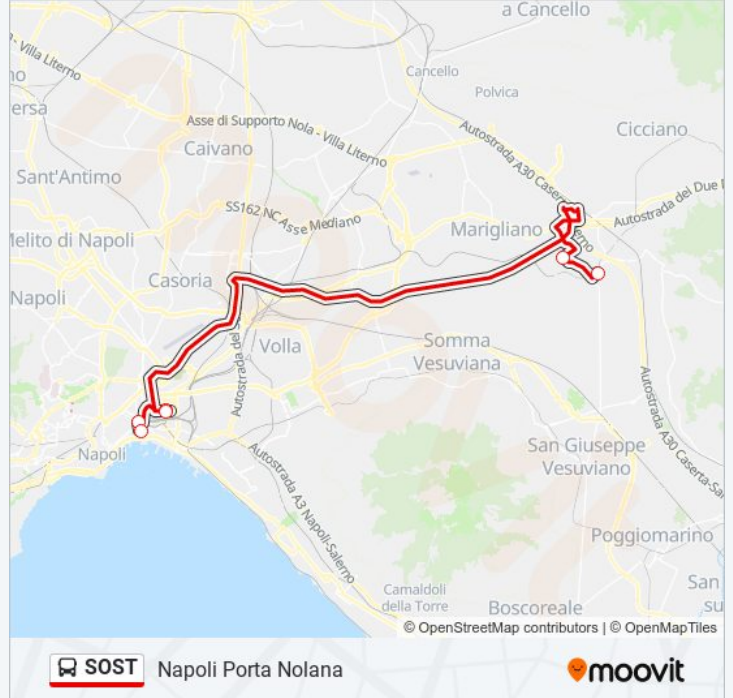 a Cancello
a - Villa Literno
no
ersa
Cancello
Polvica
Asse di Supporto Nola - Villa Literno
Caivano
Autostrada A30 Caserta-Salerno
Cicciano
Sant'Antimo
SS162 NC Asse Mediano
Autostrada dei Due
Marigliano
Melito di Napoli
Casoria
Napoli
Volla
Somma
Vesuviana
Autostrada del
Autostrada A30 Caserta-Sa
Napoli
San Giuseppe
Vesuviano
Autostrada A3 Napoli-Salerno
Poggiomarino
Camaldoli
della Torre
Boscoreale
San
su
© OpenStreetMap contributors | © OpenMapTiles
SOST Napoli Porta Nolana
moovit